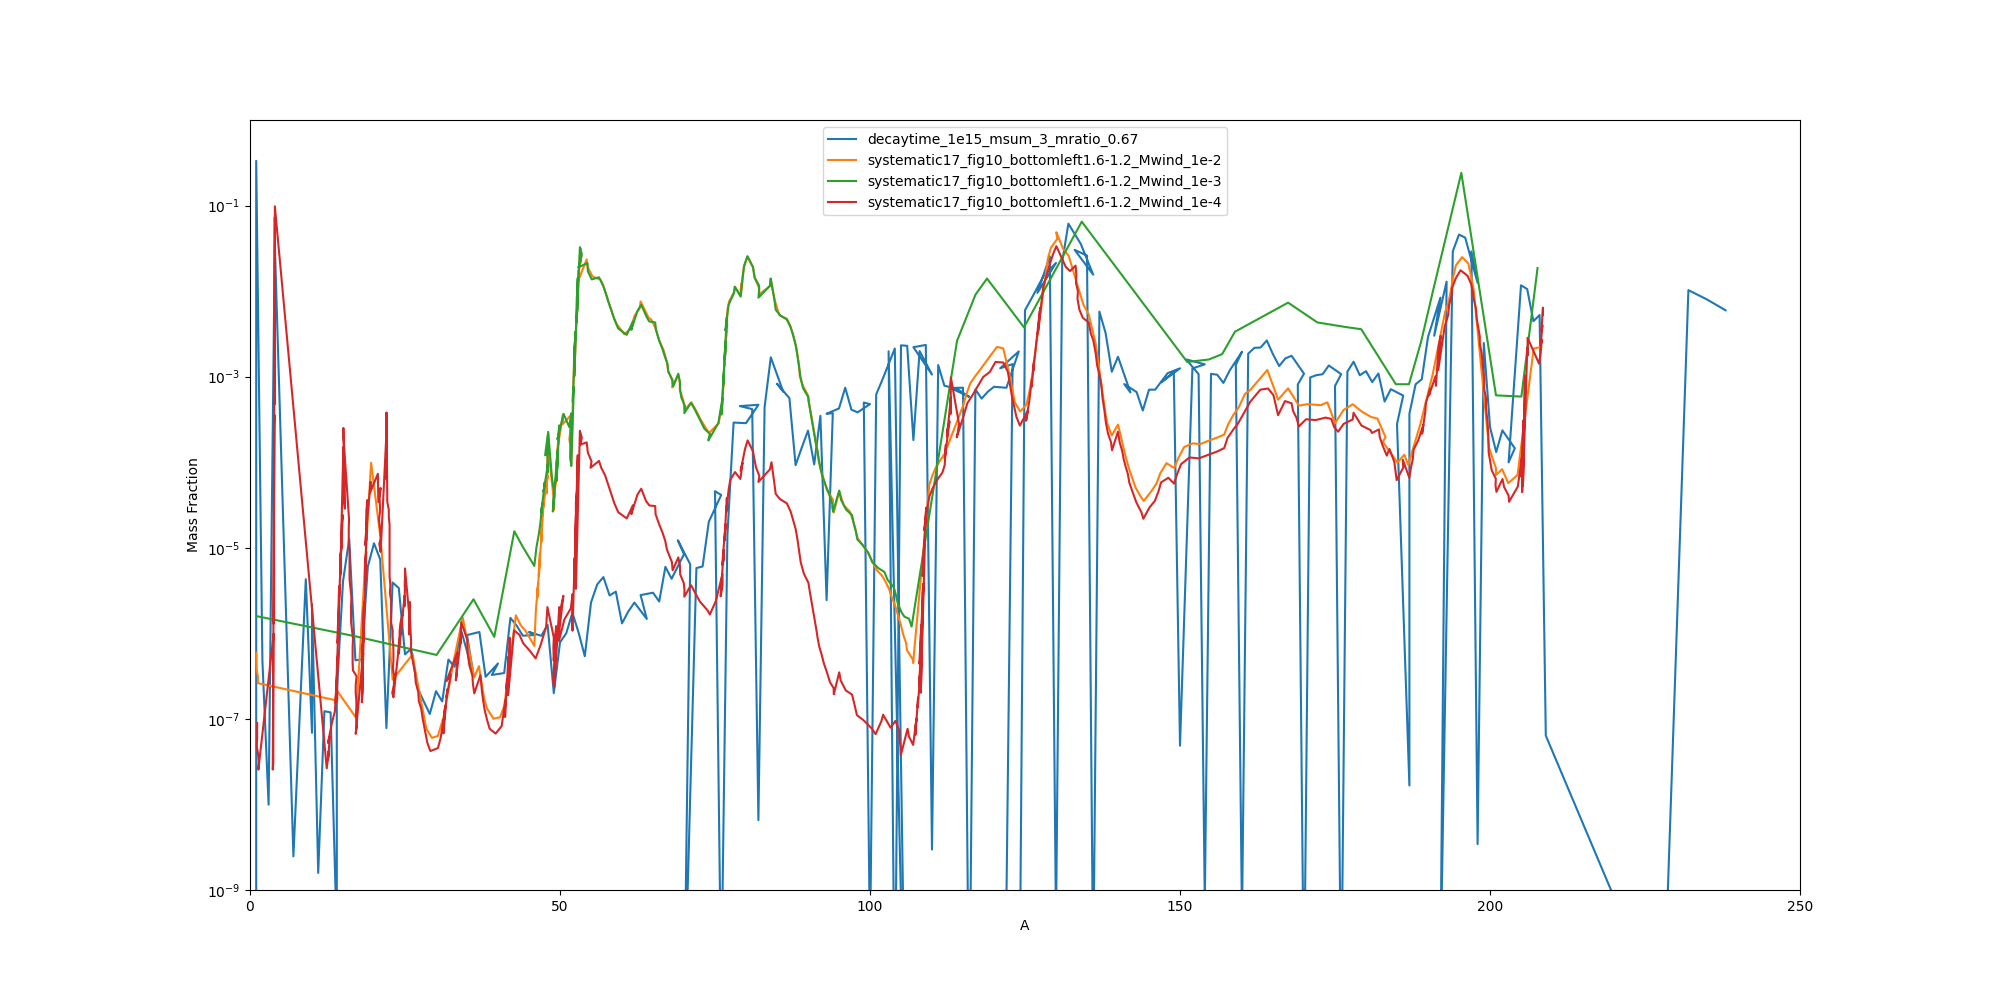 decaytime_1e15_msum_3_mratio_0.67
systematic17_fig10_bottomleft1.6-1.2_Mwind_1e-2
systematic17_fig10_bottomleft1.6-1.2_Mwind_1e-3
systematic17_fig10_bottomleft1.6-1.2_Mwind_1e-4
10⁻¹
10⁻³
10⁻⁵
10⁻⁷
10⁻⁹
Mass Fraction
0 50 100 150 200 250
A